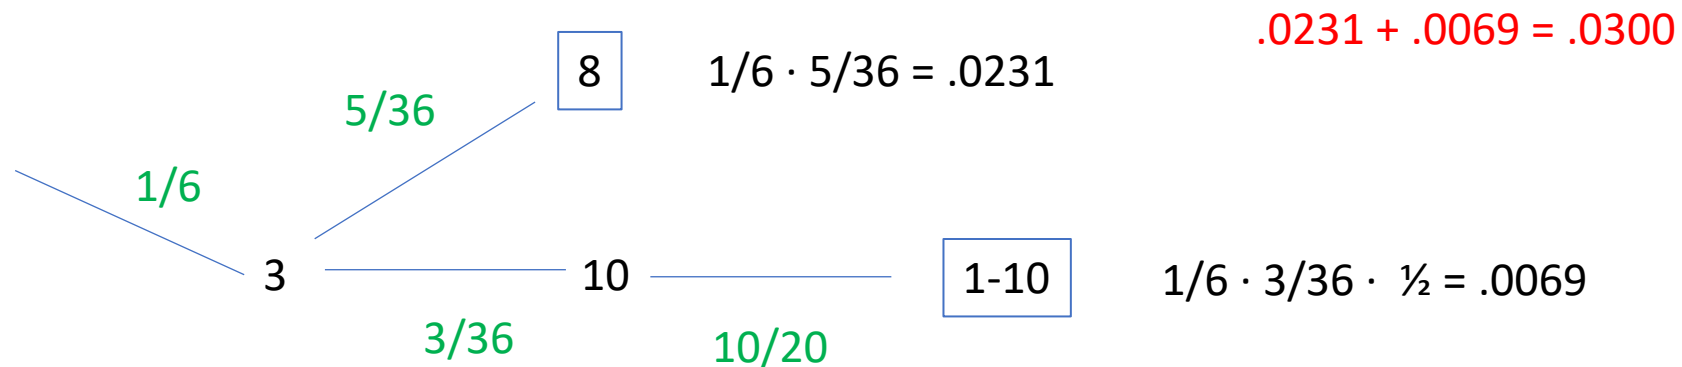 .0231 + .0069 = .0300
8 1/6 · 5/36 = .0231
5/36
1/6
3 10 1-10 1/6 · 3/36 · ½ = .0069
3/36 10/20